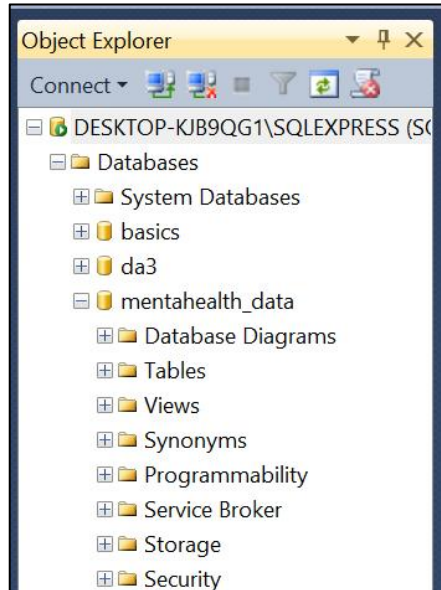 Object Explorer
Connect
DESKTOP-KJB9QG1\SQLEXPRESS (SQ
Databases
System Databases
basics
da3
mentahealth_data
Database Diagrams
Tables
Views
Synonyms
Programmability
Service Broker
Storage
Security